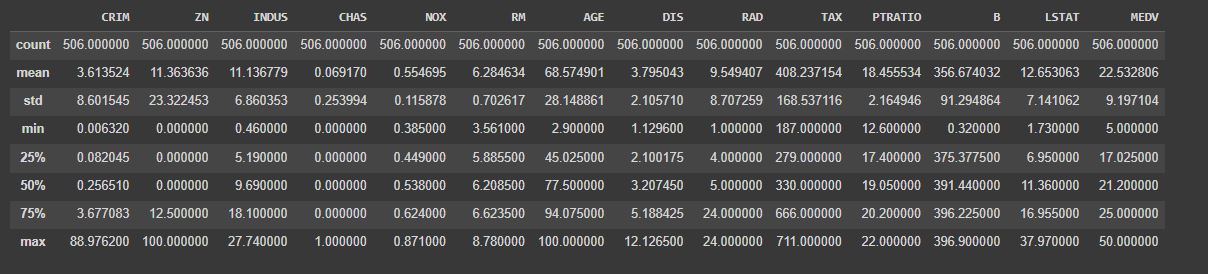 CRIM ZN INDUS CHAS NOX RM AGE DIS RAD TAX PTRATIO B LSTAT MEDV
count 506.000000 506.000000 506.000000 506.000000 506.000000 506.000000 506.000000 506.000000 506.000000 506.000000 506.000000 506.000000 506.000000 506.000000
mean 3.613524 11.363636 11.136779 0.069170 0.554695 6.284634 68.574901 3.795043 9.549407 408.237154 18.455534 356.674032 12.653063 22.532806
std 8.601545 23.322453 6.860353 0.253994 0.115878 0.702617 28.148861 2.105710 8.707259 168.537116 2.164946 91.294864 7.141062 9.197104
min 0.006320 0.000000 0.460000 0.000000 0.385000 3.561000 2.900000 1.129600 1.000000 187.000000 12.600000 0.320000 1.730000 5.000000
25% 0.082045 0.000000 5.190000 0.000000 0.449000 5.885500 45.025000 2.100175 4.000000 279.000000 17.400000 375.377500 6.950000 17.025000
50% 0.256510 0.000000 9.690000 0.000000 0.538000 6.208500 77.500000 3.207450 5.000000 330.000000 19.050000 391.440000 11.360000 21.200000
75% 3.677083 12.500000 18.100000 0.000000 0.624000 6.623500 94.075000 5.188425 24.000000 666.000000 20.200000 396.225000 16.955000 25.000000
max 88.976200 100.000000 27.740000 1.000000 0.871000 8.780000 100.000000 12.126500 24.000000 711.000000 22.000000 396.900000 37.970000 50.000000